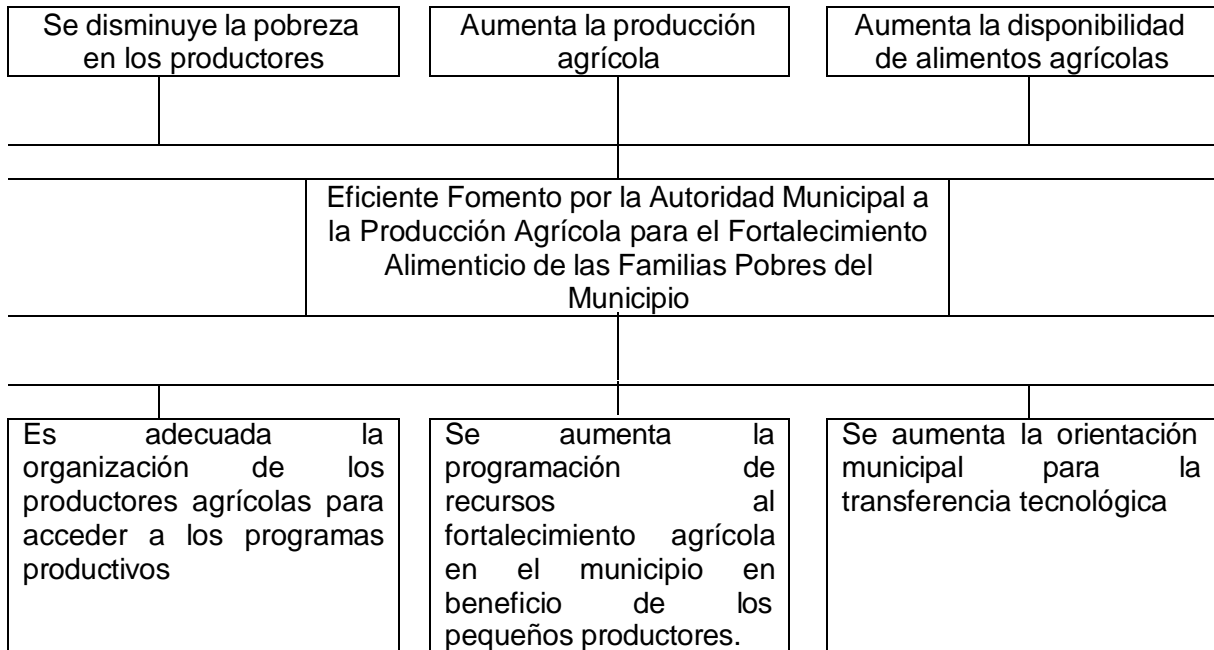 Se disminuye la pobreza
en los productores
Aumenta la producción
agrícola
Aumenta la disponibilidad
de alimentos agrícolas
Eficiente Fomento por la Autoridad Municipal a
la Producción Agrícola para el Fortalecimiento
Alimenticio de las Familias Pobres del
Municipio
Es adecuada la
organización de los
productores agrícolas para
acceder a los programas
productivos
Se aumenta la
programación de
recursos al
fortalecimiento agrícola
en el municipio en
beneficio de los
pequeños productores.
Se aumenta la orientación
municipal para la
transferencia tecnológica